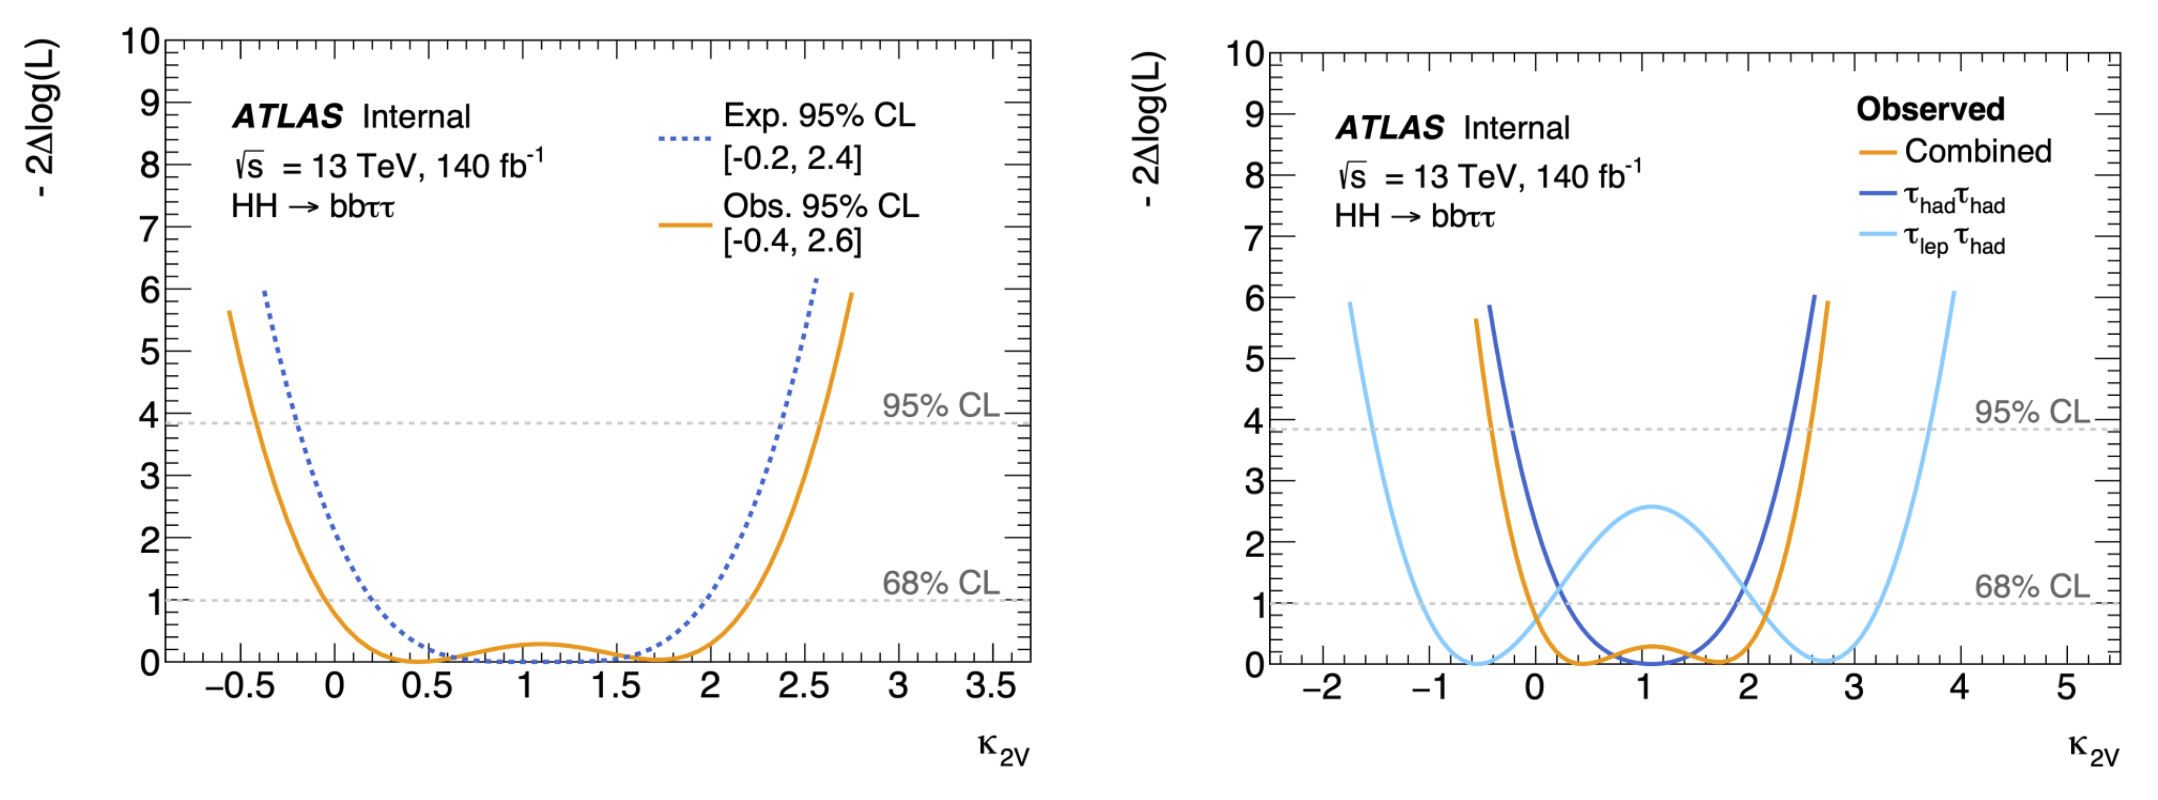 - 2Δlog(L)
10
9
8
7
6
5
4
3
2
1
0
ATLAS Internal
√s = 13 TeV, 140 fb⁻¹
HH → bbττ
Exp. 95% CL
[-0.2, 2.4]
Obs. 95% CL
[-0.4, 2.6]
95% CL
68% CL
−0.5 0 0.5 1 1.5 2 2.5 3 3.5
κ2V
- 2Δlog(L)
10
9
8
7
6
5
4
3
2
1
0
ATLAS Internal
√s = 13 TeV, 140 fb⁻¹
HH → bbττ
Observed
Combined
τhadτhad
τlep τhad
95% CL
68% CL
−2 −1 0 1 2 3 4 5
κ2V